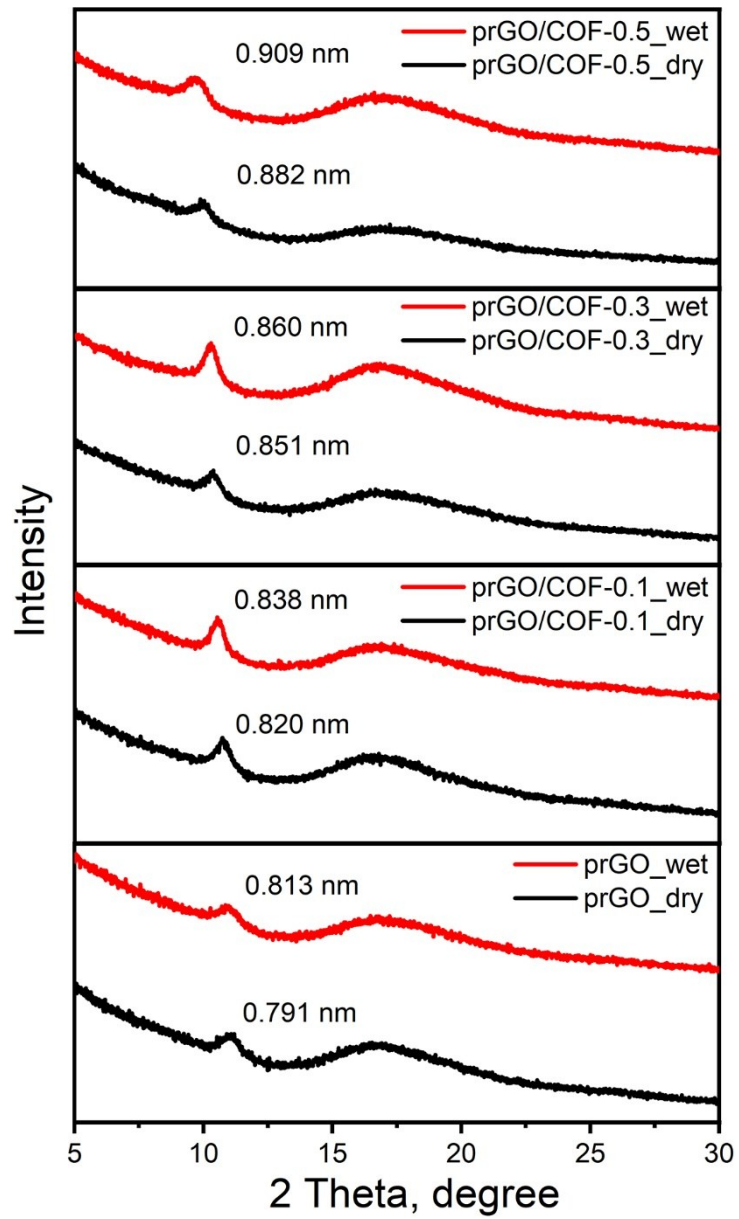 prGO/COF-0.5_wet
prGO/COF-0.5_dry
0.909 nm
0.882 nm
prGO/COF-0.3_wet
prGO/COF-0.3_dry
0.860 nm
0.851 nm
prGO/COF-0.1_wet
prGO/COF-0.1_dry
0.838 nm
0.820 nm
prGO_wet
prGO_dry
0.813 nm
0.791 nm
Intensity
5 10 15 20 25 30
2 Theta, degree